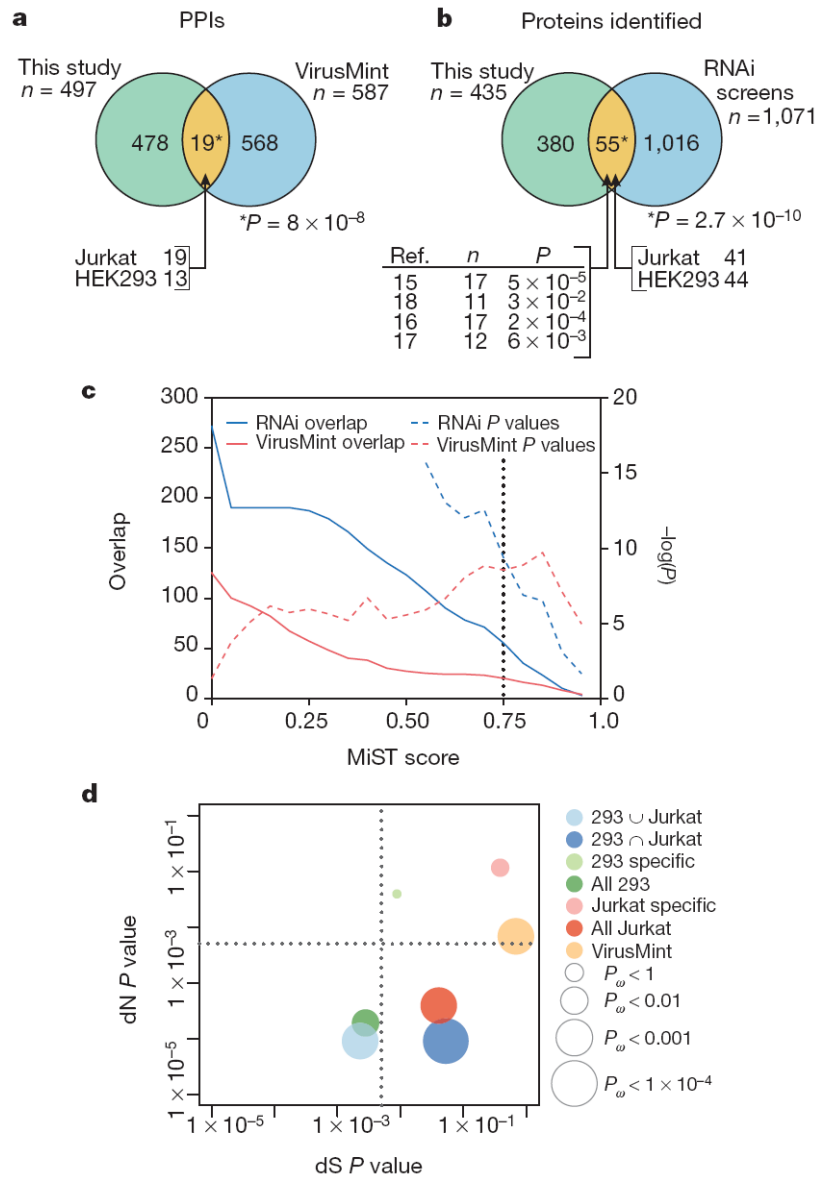 a
PPIs
This study
n = 497
VirusMint
n = 587
478
19*
568
*P = 8 × 10⁻⁸
Jurkat 19
HEK293 13
b
Proteins identified
This study
n = 435
RNAi
screens
n = 1,071
380
55*
1,016
*P = 2.7 × 10⁻¹⁰
Ref. n P
15 17 5 × 10⁻⁵
18 11 3 × 10⁻²
16 17 2 × 10⁻⁴
17 12 6 × 10⁻³
Jurkat 41
HEK293 44
c
RNAi overlap
VirusMint overlap
RNAi P values
VirusMint P values
300
250
200
150
100
50
0
Overlap
20
15
10
5
0
–log(P)
0 0.25 0.50 0.75 1.0
MiST score
d
1 × 10⁻¹
1 × 10⁻³
1 × 10⁻⁵
dN P value
1 × 10⁻⁵ 1 × 10⁻³ 1 × 10⁻¹
dS P value
293 ∪ Jurkat
293 ∩ Jurkat
293 specific
All 293
Jurkat specific
All Jurkat
VirusMint
Pω < 1
Pω < 0.01
Pω < 0.001
Pω < 1 × 10⁻⁴